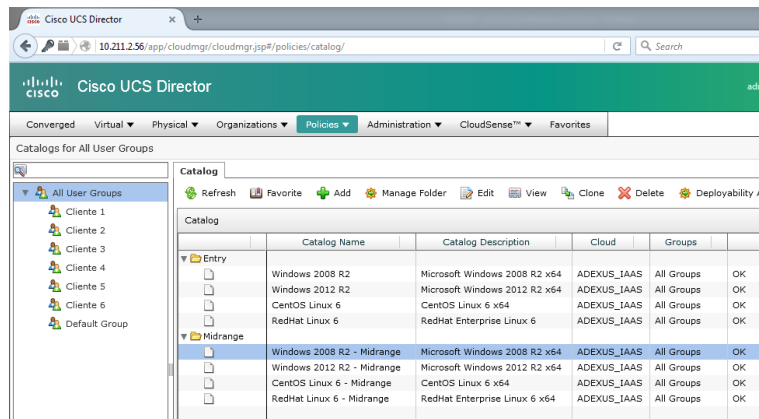 Cisco UCS Director
10.211.2.56/app/cloudmgr/cloudmgr.jsp#/policies/catalog/
Search
CISCO Cisco UCS Director
Converged Virtual Physical Organizations Policies Administration CloudSense™ Favorites
Catalogs for All User Groups
All User Groups
Cliente 1
Cliente 2
Cliente 3
Cliente 4
Cliente 5
Cliente 6
Default Group
Catalog
Refresh Favorite Add Manage Folder Edit View Clone Delete Deployability
Catalog
Catalog Name Catalog Description Cloud Groups
Entry
Windows 2008 R2 Microsoft Windows 2008 R2 x64 ADEXUS_IAAS All Groups OK
Windows 2012 R2 Microsoft Windows 2012 R2 x64 ADEXUS_IAAS All Groups OK
CentOS Linux 6 CentOS Linux 6 x64 ADEXUS_IAAS All Groups OK
RedHat Linux 6 RedHat Enterprise Linux 6 ADEXUS_IAAS All Groups OK
Midrange
Windows 2008 R2 - Midrange Microsoft Windows 2008 R2 x64 ADEXUS_IAAS All Groups OK
Windows 2012 R2 - Midrange Microsoft Windows 2012 R2 x64 ADEXUS_IAAS All Groups OK
CentOS Linux 6 - Midrange CentOS Linux 6 x64 ADEXUS_IAAS All Groups OK
RedHat Linux 6 - Midrange RedHat Enterprise Linux 6 x64 ADEXUS_IAAS All Groups OK